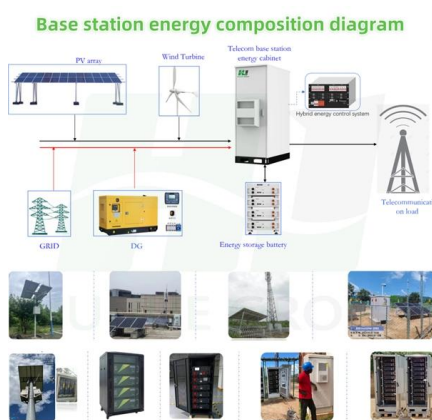 Base station energy composition diagram
PV array
Wind Turbine
Telecom base station
energy cabinet
Hybrid energy control system
GRID
DG
Energy storage battery
Telecommunicati
on load